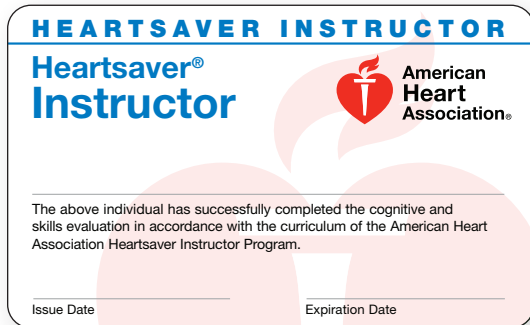 HEARTSAVER INSTRUCTOR
Heartsaver®
Instructor
American
Heart
Association®
The above individual has successfully completed the cognitive and
skills evaluation in accordance with the curriculum of the American Heart
Association Heartsaver Instructor Program.
Issue Date
Expiration Date